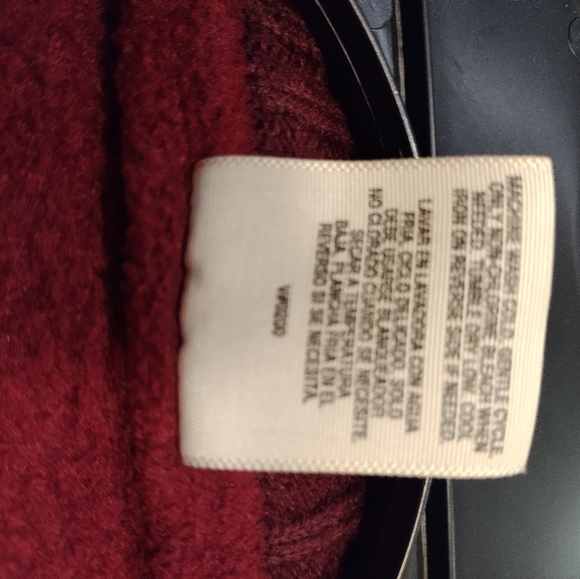 MACHINE WASH COLD, GENTLE CYCLE.
ONLY NON-CHLORINE BLEACH WHEN
NEEDED. TUMBLE DRY LOW. COOL
IRON ON REVERSE SIDE IF NEEDED.
LAVAR EN LAVADORA CON AGUA
FRIA, CICLO DELICADO. SOLO
DEBE USARSE BLANQUEADOR
NO CLORADO CUANDO SE NECESITE.
SECAR A TEMPERATURA
BAJA. PLANCHA FRIA EN EL
REVERSO SI SE NECESITA.